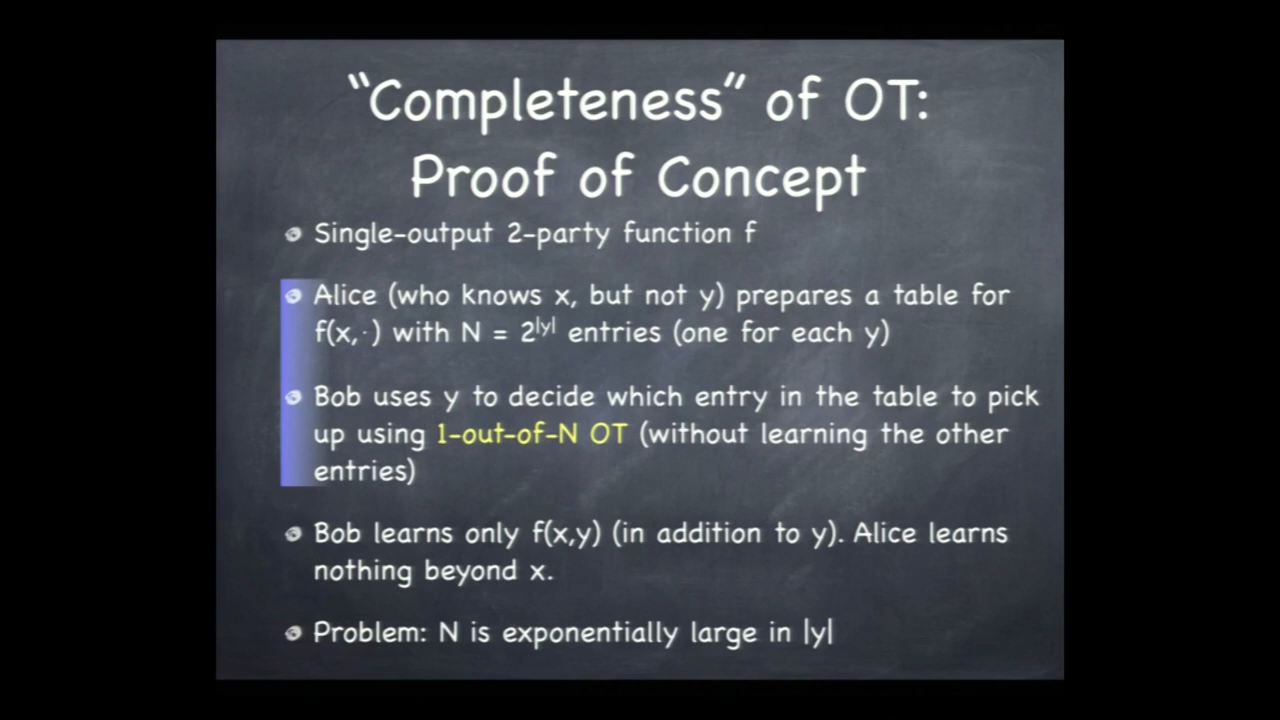 “Completeness” of OT:
Proof of Concept
Single-output 2-party function f
Alice (who knows x, but not y) prepares a table for
f(x,·) with N = 2^|y| entries (one for each y)
Bob uses y to decide which entry in the table to pick
up using 1-out-of-N OT (without learning the other
entries)
Bob learns only f(x,y) (in addition to y). Alice learns
nothing beyond x.
Problem: N is exponentially large in |y|